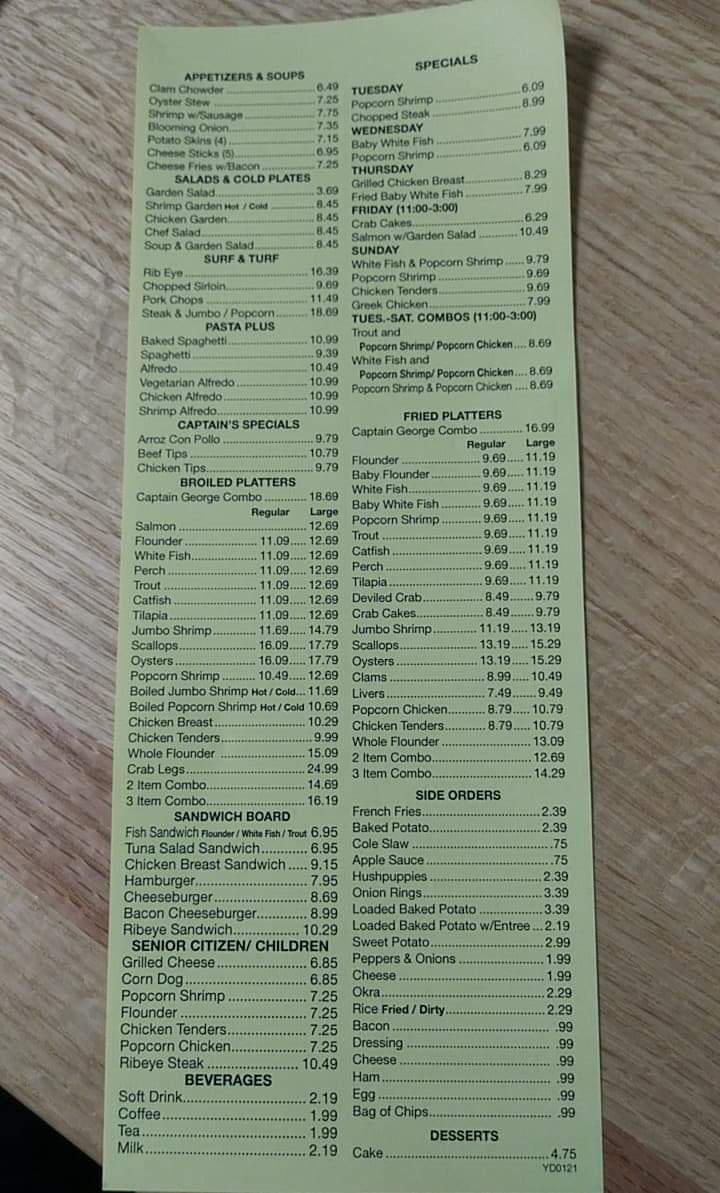 APPETIZERS & SOUPS
Clam Chowder 6.49
Oyster Stew 7.25
Shrimp w/Sausage 7.75
Blooming Onion 7.35
Potato Skins (4) 7.15
Cheese Sticks (5) 6.95
Cheese Fries w/Bacon 7.25
SALADS & COLD PLATES
Garden Salad 3.69
Shrimp Garden Hot / Cold 8.45
Chicken Garden 8.45
Chef Salad 8.45
Soup & Garden Salad 8.45
SURF & TURF
Rib Eye 16.39
Chopped Sirloin 9.69
Pork Chops 11.49
Steak & Jumbo / Popcorn 18.69
PASTA PLUS
Baked Spaghetti 10.99
Spaghetti 9.39
Alfredo 10.49
Vegetarian Alfredo 10.99
Chicken Alfredo 10.99
Shrimp Alfredo 10.99
CAPTAIN'S SPECIALS
Arroz Con Pollo 9.79
Beef Tips 10.79
Chicken Tips 9.79
BROILED PLATTERS
Captain George Combo 18.69
Regular Large
Salmon 12.69
Flounder 11.09 12.69
White Fish 11.09 12.69
Perch 11.09 12.69
Trout 11.09 12.69
Catfish 11.09 12.69
Tilapia 11.09 12.69
Jumbo Shrimp 11.69 14.79
Scallops 16.09 17.79
Oysters 16.09 17.79
Popcorn Shrimp 10.49 12.69
Boiled Jumbo Shrimp Hot / Cold 11.69
Boiled Popcorn Shrimp Hot / Cold 10.69
Chicken Breast 10.29
Chicken Tenders 9.99
Whole Flounder 15.09
Crab Legs 24.99
2 Item Combo 14.69
3 Item Combo 16.19
SANDWICH BOARD
Fish Sandwich Flounder / White Fish / Trout 6.95
Tuna Salad Sandwich 6.95
Chicken Breast Sandwich 9.15
Hamburger 7.95
Cheeseburger 8.69
Bacon Cheeseburger 8.99
Ribeye Sandwich 10.29
SENIOR CITIZEN/ CHILDREN
Grilled Cheese 6.85
Corn Dog 6.85
Popcorn Shrimp 7.25
Flounder 7.25
Chicken Tenders 7.25
Popcorn Chicken 7.25
Ribeye Steak 10.49
BEVERAGES
Soft Drink 2.19
Coffee 1.99
Tea 1.99
Milk 2.19
SPECIALS
TUESDAY
Popcorn Shrimp 6.09
Chopped Steak 8.99
WEDNESDAY
Baby White Fish 7.99
Popcorn Shrimp 6.09
THURSDAY
Grilled Chicken Breast 8.29
Fried Baby White Fish 7.99
FRIDAY (11:00-3:00)
Crab Cakes 6.29
Salmon w/Garden Salad 10.49
SUNDAY
White Fish & Popcorn Shrimp 9.79
Popcorn Shrimp 9.69
Chicken Tenders 9.69
Greek Chicken 7.99
TUES.-SAT. COMBOS (11:00-3:00)
Trout and
Popcorn Shrimp/ Popcorn Chicken 8.69
White Fish and
Popcorn Shrimp/ Popcorn Chicken 8.69
Popcorn Shrimp & Popcorn Chicken 8.69
FRIED PLATTERS
Captain George Combo 16.99
Regular Large
Flounder 9.69 11.19
Baby Flounder 9.69 11.19
White Fish 9.69 11.19
Baby White Fish 9.69 11.19
Popcorn Shrimp 9.69 11.19
Trout 9.69 11.19
Catfish 9.69 11.19
Perch 9.69 11.19
Tilapia 9.69 11.19
Deviled Crab 8.49 9.79
Crab Cakes 8.49 9.79
Jumbo Shrimp 11.19 13.19
Scallops 13.19 15.29
Oysters 13.19 15.29
Clams 8.99 10.49
Livers 7.49 9.49
Popcorn Chicken 8.79 10.79
Chicken Tenders 8.79 10.79
Whole Flounder 13.09
2 Item Combo 12.69
3 Item Combo 14.29
SIDE ORDERS
French Fries 2.39
Baked Potato 2.39
Cole Slaw .75
Apple Sauce .75
Hushpuppies 2.39
Onion Rings 3.39
Loaded Baked Potato 3.39
Loaded Baked Potato w/Entree 2.19
Sweet Potato 2.99
Peppers & Onions 1.99
Cheese 1.99
Okra 2.29
Rice Fried / Dirty 2.29
Bacon .99
Dressing .99
Cheese .99
Ham .99
Egg .99
Bag of Chips .99
DESSERTS
Cake 4.75
YD0121